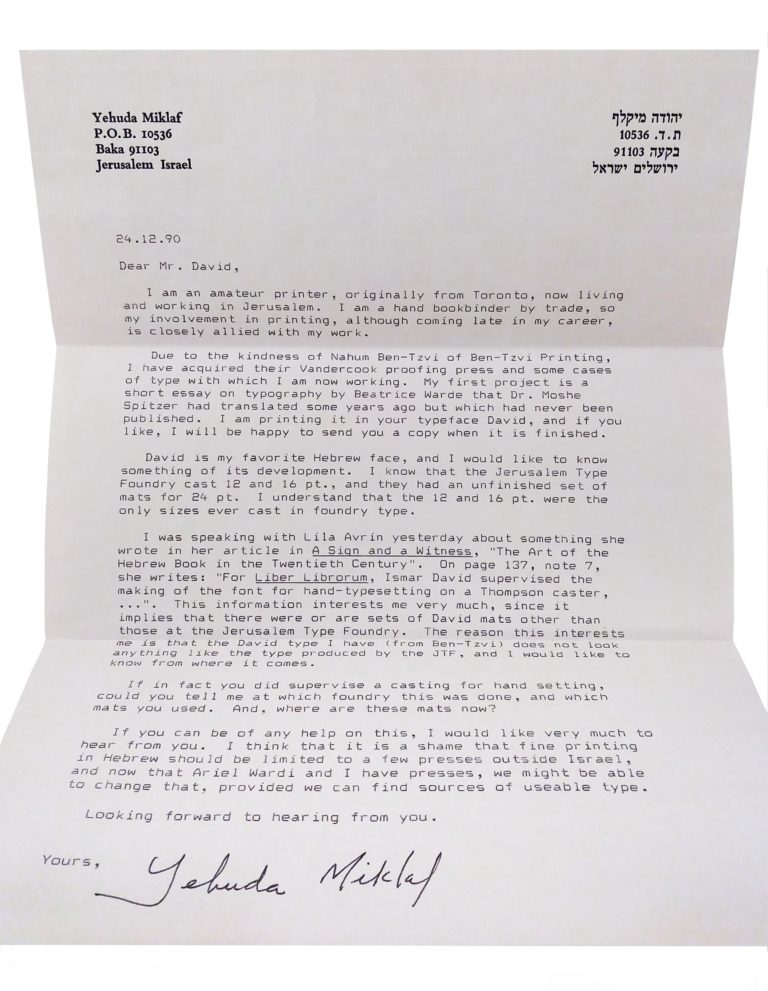 Yehuda Miklaf
P.O.B. 10536
Baka 91103
Jerusalem Israel
יהודה מיקלף
ת.ד. 10536
בקעה 91103
ירושלים ישראל
24.12.90
Dear Mr. David,
I am an amateur printer, originally from Toronto, now living
and working in Jerusalem. I am a hand bookbinder by trade, so
my involvement in printing, although coming late in my career,
is closely allied with my work.
Due to the kindness of Nahum Ben-Tzvi of Ben-Tzvi Printing,
I have acquired their Vandercook proofing press and some cases
of type with which I am now working. My first project is a
short essay on typography by Beatrice Warde that Dr. Moshe
Spitzer had translated some years ago but which had never been
published. I am printing it in your typeface David, and if you
like, I will be happy to send you a copy when it is finished.
David is my favorite Hebrew face, and I would like to know
something of its development. I know that the Jerusalem Type
Foundry cast 12 and 16 pt., and they had an unfinished set of
mats for 24 pt. I understand that the 12 and 16 pt. were the
only sizes ever cast in foundry type.
I was speaking with Lila Avrin yesterday about something she
wrote in her article in A Sign and a Witness, "The Art of the
Hebrew Book in the Twentieth Century". On page 137, note 7,
she writes: "For Liber Librorum, Ismar David supervised the
making of the font for hand-typesetting on a Thompson caster,
...". This information interests me very much, since it
implies that there were or are sets of David mats other than
those at the Jerusalem Type Foundry. The reason this interests
me is that the David type I have (from Ben-Tzvi) does not look
anything like the type produced by the JTF, and I would like to
know from where it comes.
If in fact you did supervise a casting for hand setting,
could you tell me at which foundry this was done, and which
mats you used. And, where are these mats now?
If you can be of any help on this, I would like very much to
hear from you. I think that it is a shame that fine printing
in Hebrew should be limited to a few presses outside Israel,
and now that Ariel Wardi and I have presses, we might be able
to change that, provided we can find sources of useable type.
Looking forward to hearing from you.
Yours,
Yehuda Miklaf